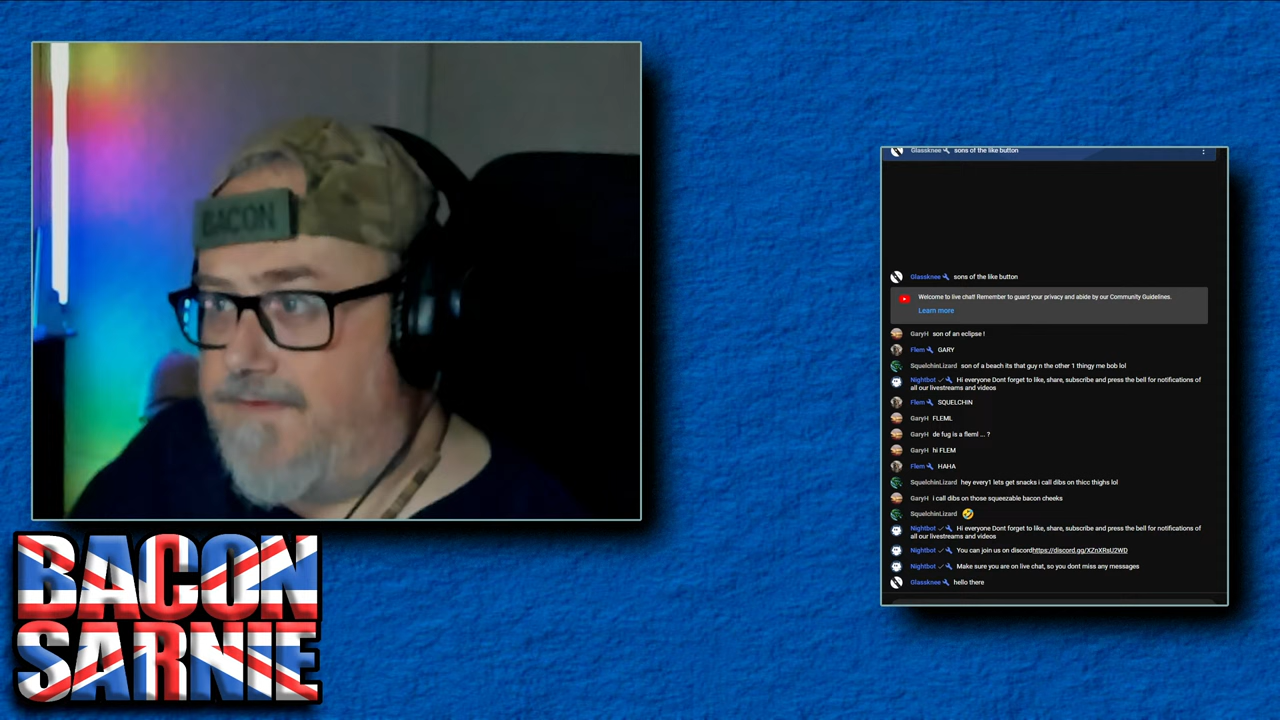 BACON
BACON
SARNIE
Glassknee sons of the like button
Glassknee sons of the like button
Welcome to live chat! Remember to guard your privacy and abide by our Community Guidelines.
Learn more
GaryH son of an eclipse !
Flem GARY
SquelchinLizard son of a beach its that guy n the other 1 thingy me bob lol
Nightbot Hi everyone Dont forget to like, share, subscribe and press the bell for notifications of
all our livestreams and videos
Flem SQUELCHIN
GaryH FLEML
GaryH de fug is a fleml ... ?
GaryH hi FLEM
Flem HAHA
SquelchinLizard hey every1 lets get snacks i call dibs on thicc thighs lol
GaryH i call dibs on those squeezable bacon cheeks
SquelchinLizard 🤣
Nightbot Hi everyone Dont forget to like, share, subscribe and press the bell for notifications of
all our livestreams and videos
Nightbot You can join us on discordhttps://discord.gg/XZnXRsU2WD
Nightbot Make sure you are on live chat, so you dont miss any messages
Glassknee hello there